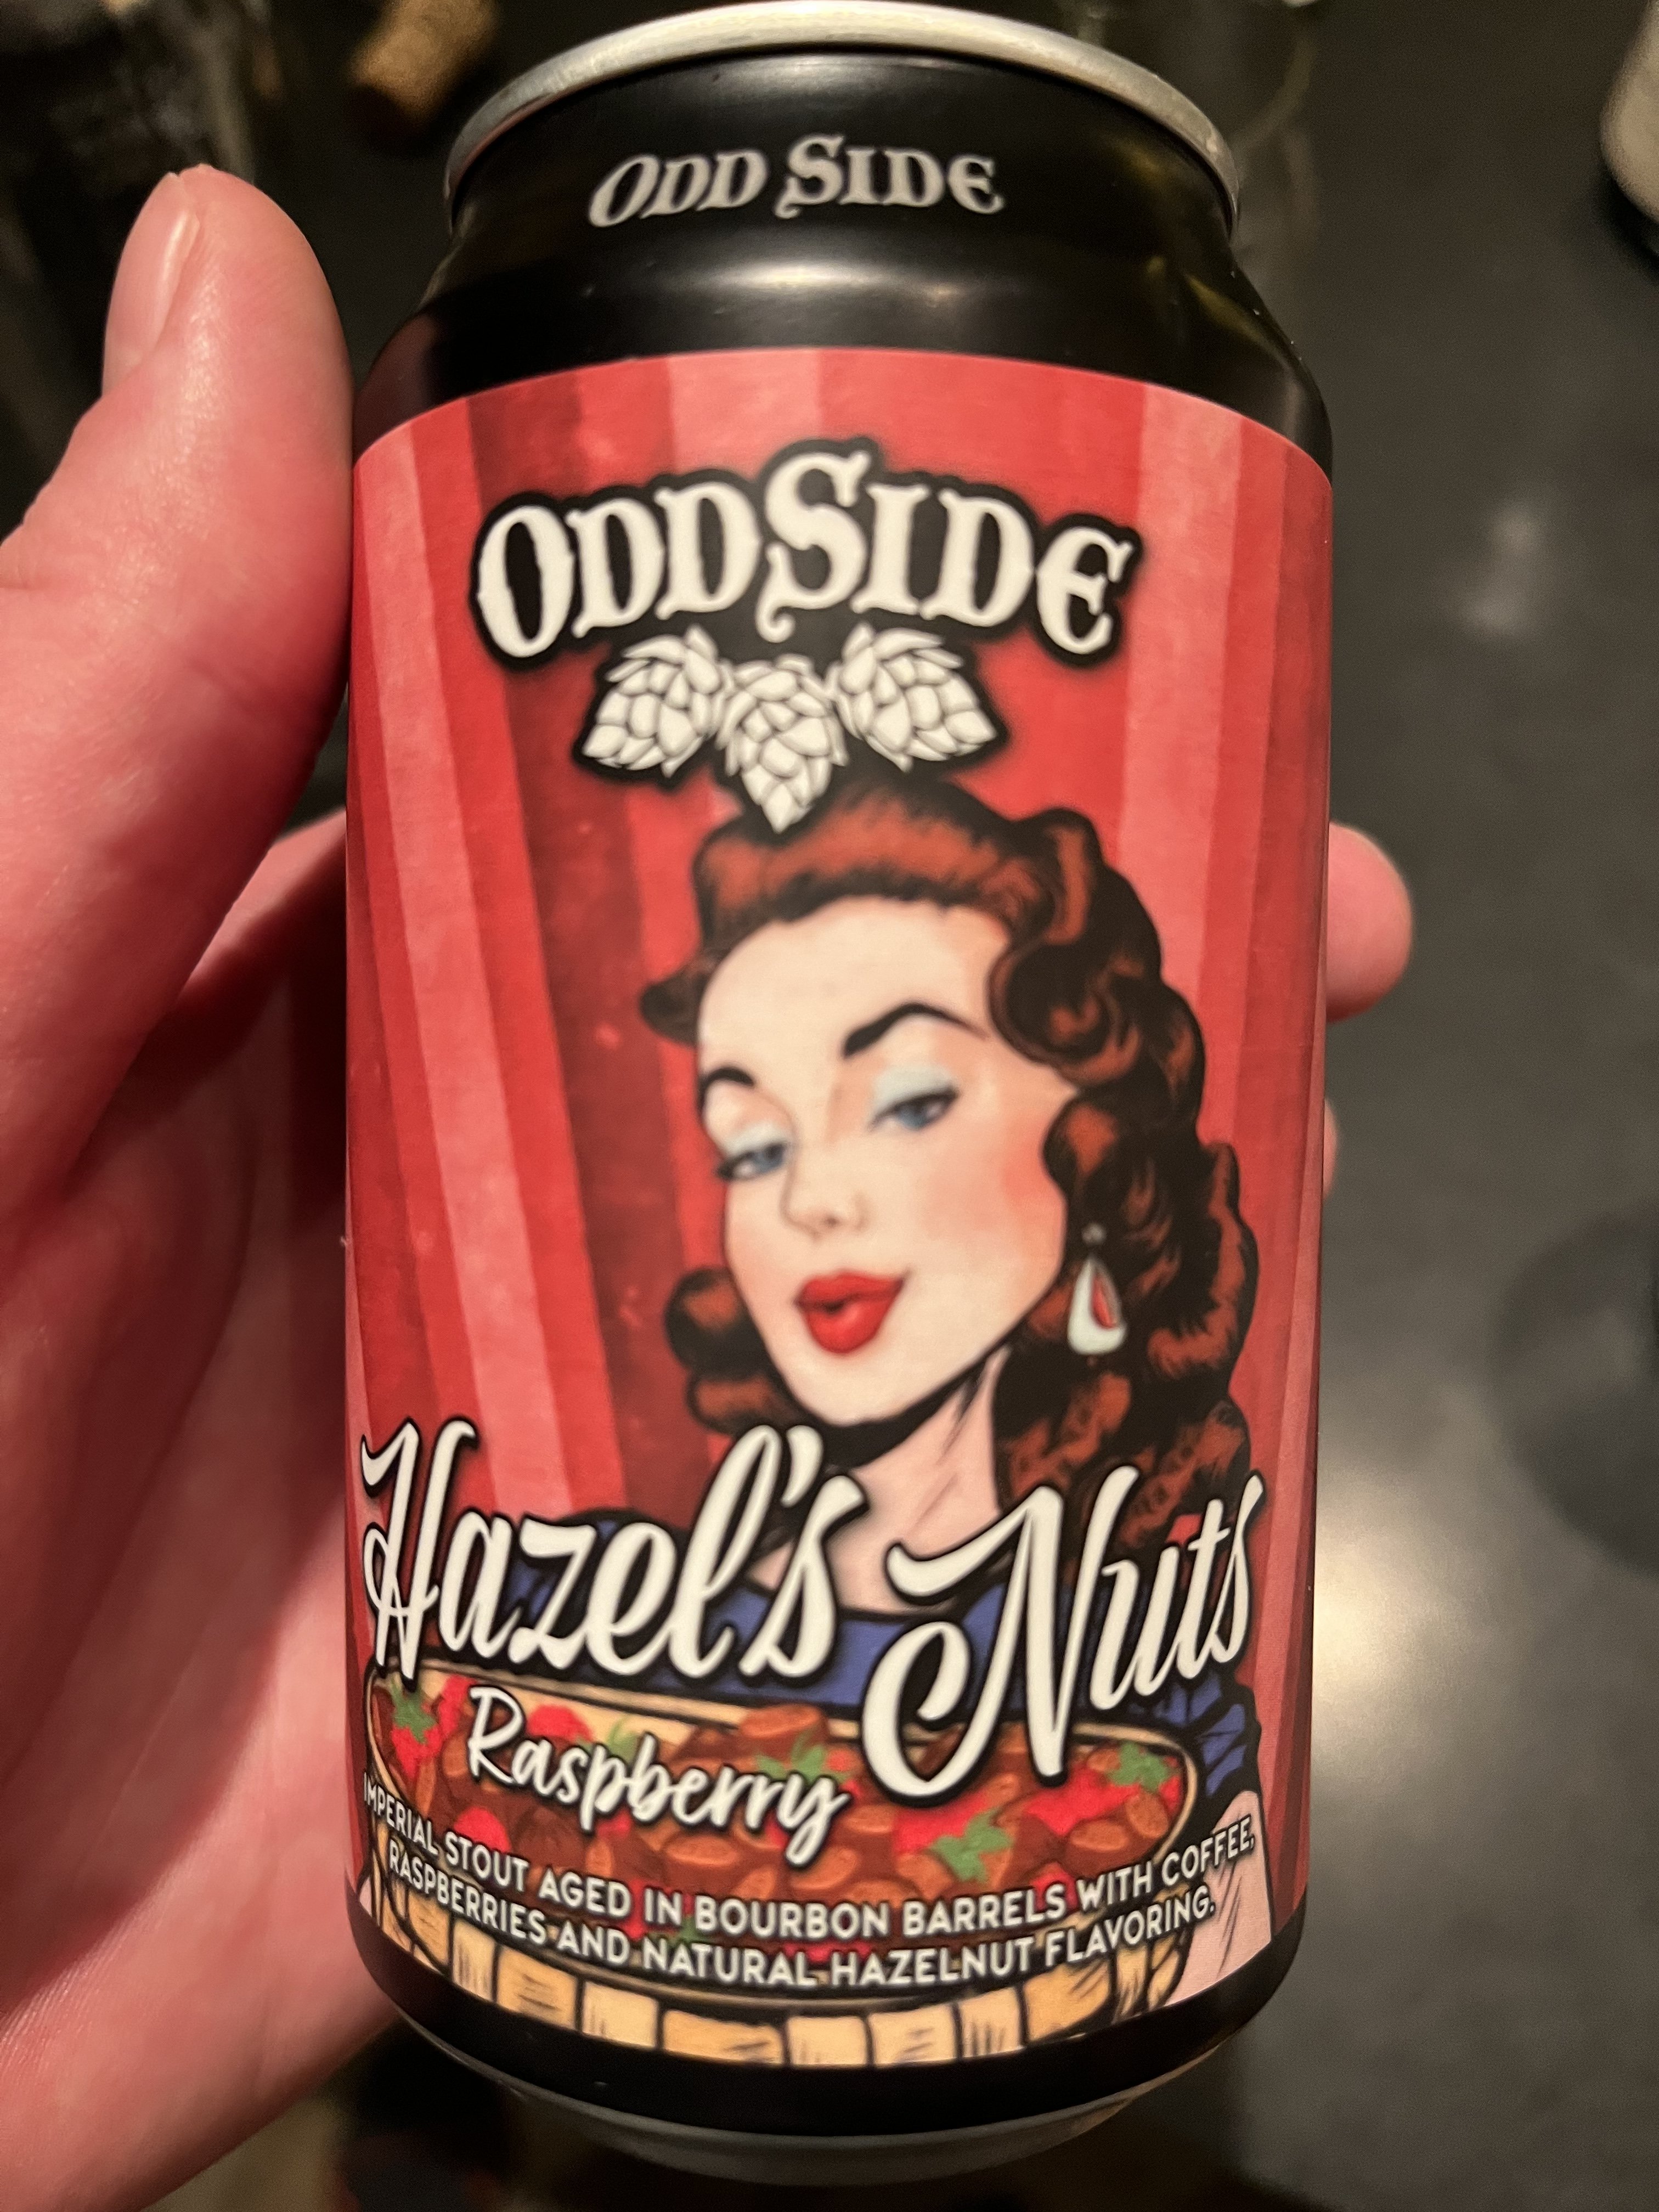 ODD SIDE
ODDSIDE
Hazel's Nuts
Raspberry
IMPERIAL STOUT AGED IN BOURBON BARRELS WITH COFFEE,
RASPBERRIES AND NATURAL HAZELNUT FLAVORING.